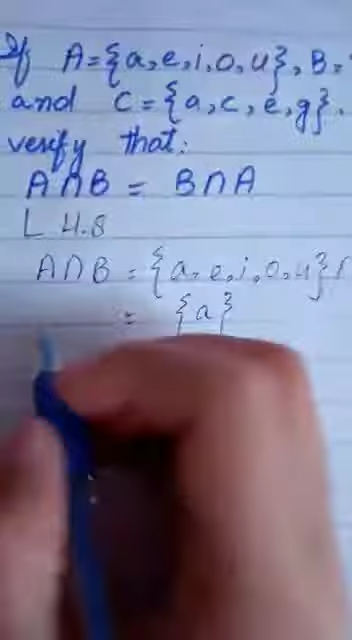 If A={a,e,i,o,u}, B=
and C={a,c,e,g}.
verify that:
A∩B = B∩A
L H.S
A∩B = {a,e,i,o,u}∩
= {a}